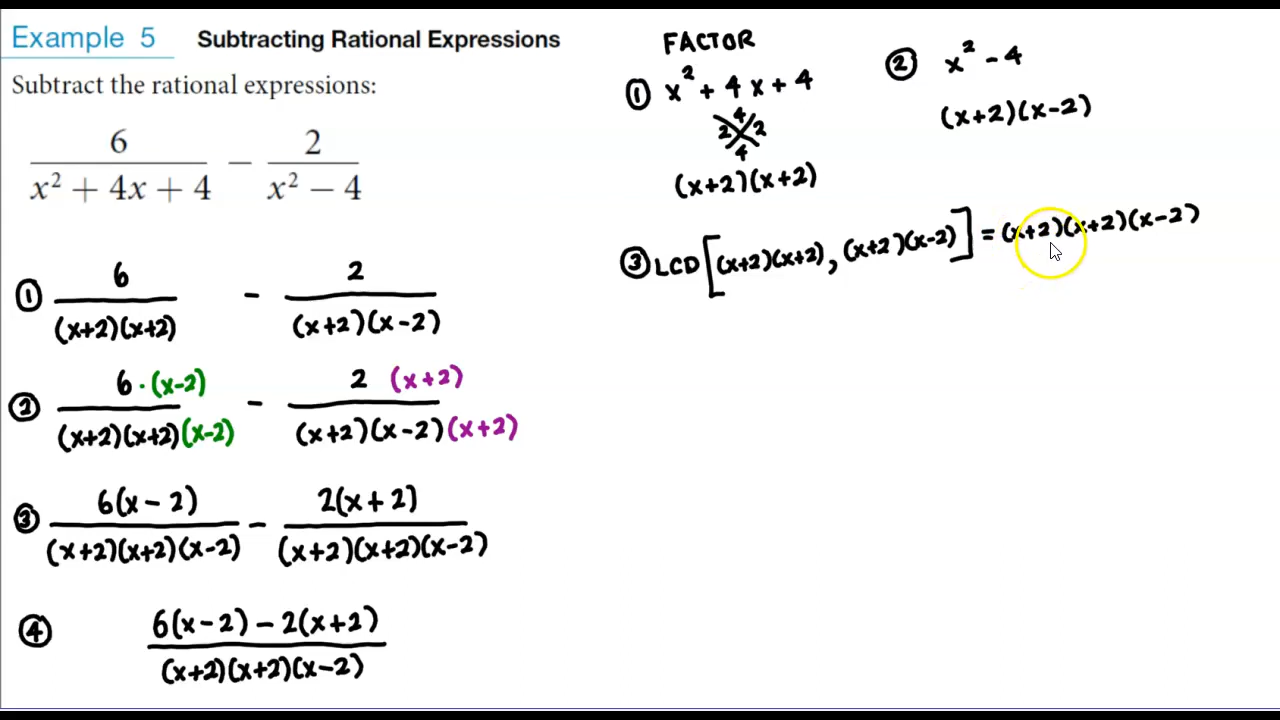 Example 5 Subtracting Rational Expressions
Subtract the rational expressions:
6/(x² + 4x + 4) − 2/(x² − 4)
① 6/((x+2)(x+2)) - 2/((x+2)(x-2))
② 6·(x-2)/((x+2)(x+2)(x-2)) - 2 (x+2)/((x+2)(x-2)(x+2))
③ 6(x-2)/((x+2)(x+2)(x-2)) - 2(x+2)/((x+2)(x+2)(x-2))
④ (6(x-2) - 2(x+2))/((x+2)(x+2)(x-2))
FACTOR
① x² + 4x + 4
4
2 2
4
(x+2)(x+2)
② x² - 4
(x+2)(x-2)
③ LCD[(x+2)(x+2), (x+2)(x-2)] = (x+2)(x+2)(x-2)